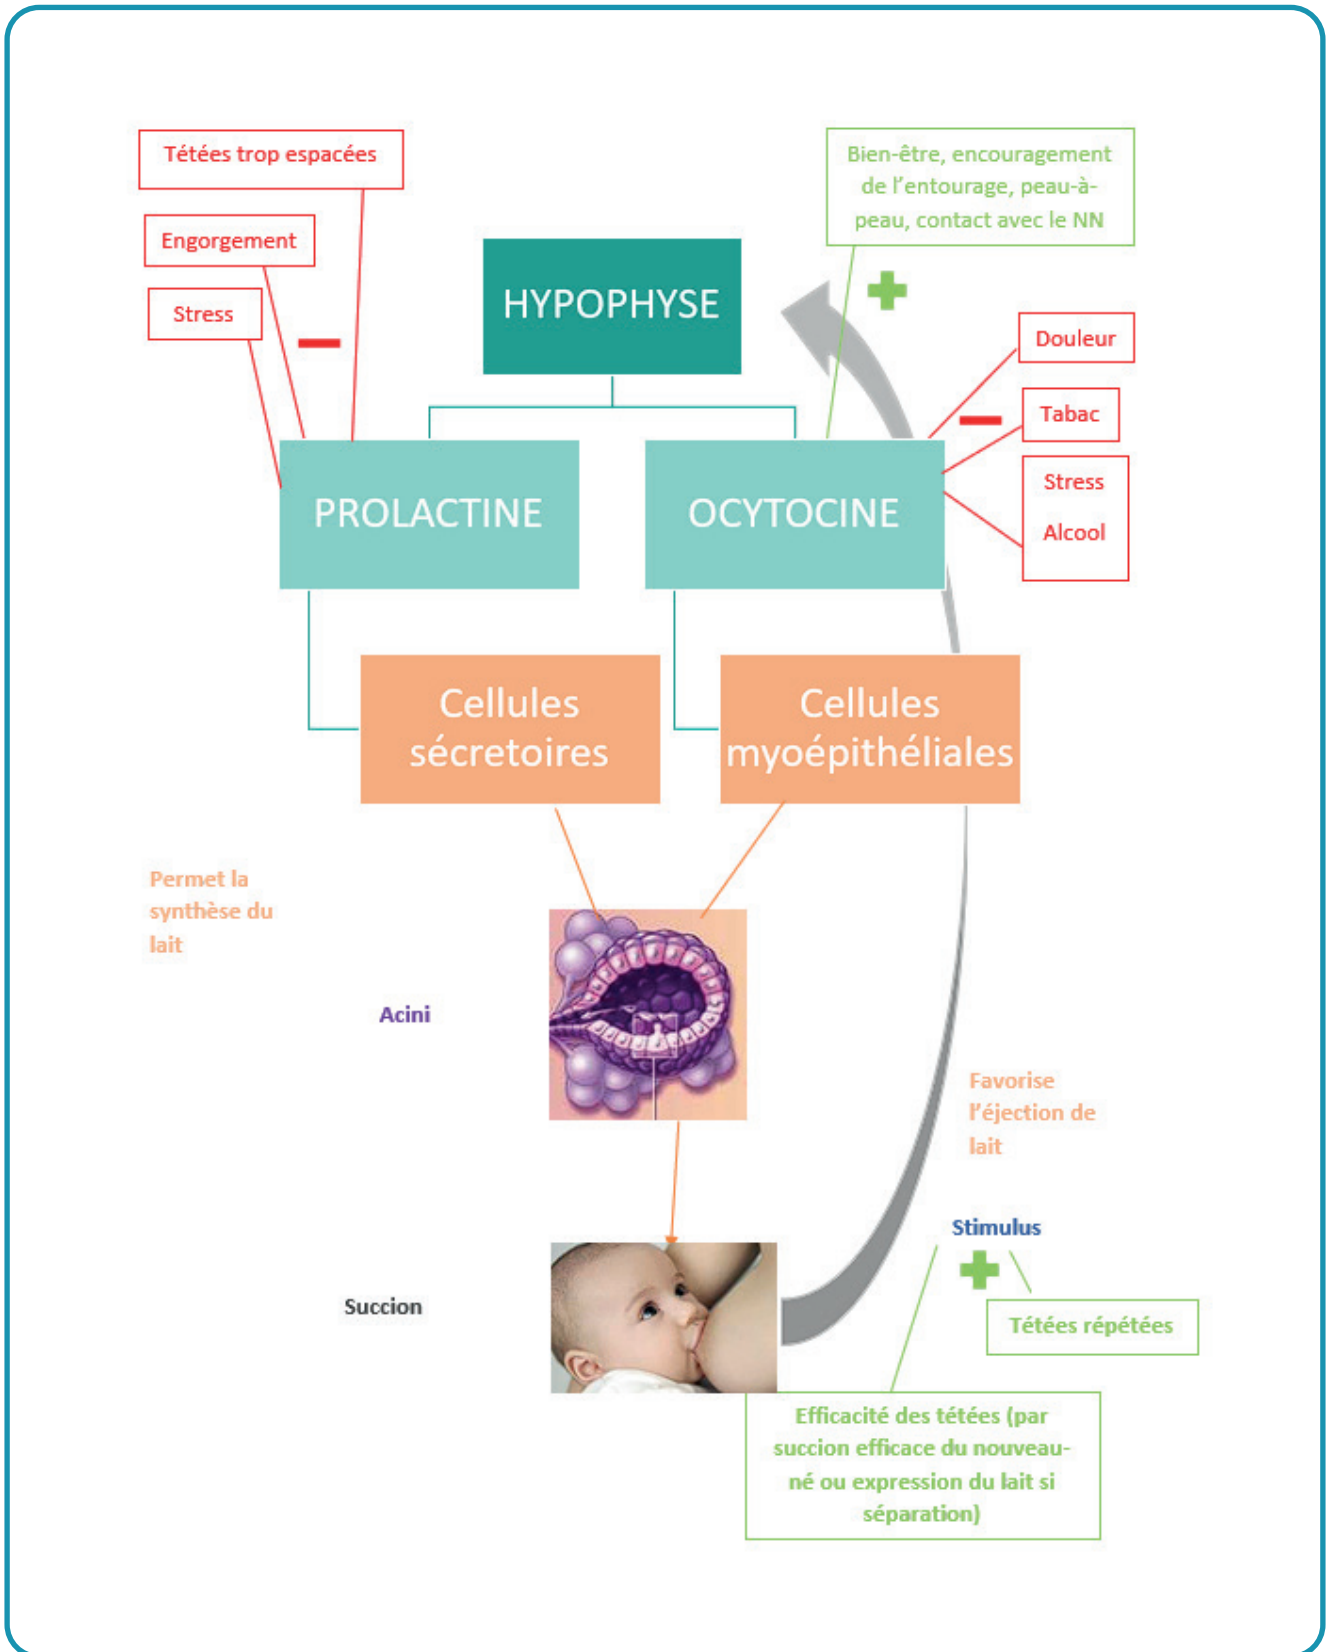 Tétées trop espacées
Bien-être, encouragement
de l'entourage, peau-à-
peau, contact avec le NN
Engorgement
Stress
HYPOPHYSE
Douleur
Tabac
Stress
Alcool
PROLACTINE
OCYTOCINE
Cellules
sécretoires
Cellules
myoépithéliales
Permet la
synthèse du
lait
Acini
Favorise
l'éjection de
lait
Stimulus
Succion
Tétées répétées
Efficacité des tétées (par
succion efficace du nouveau-
né ou expression du lait si
séparation)